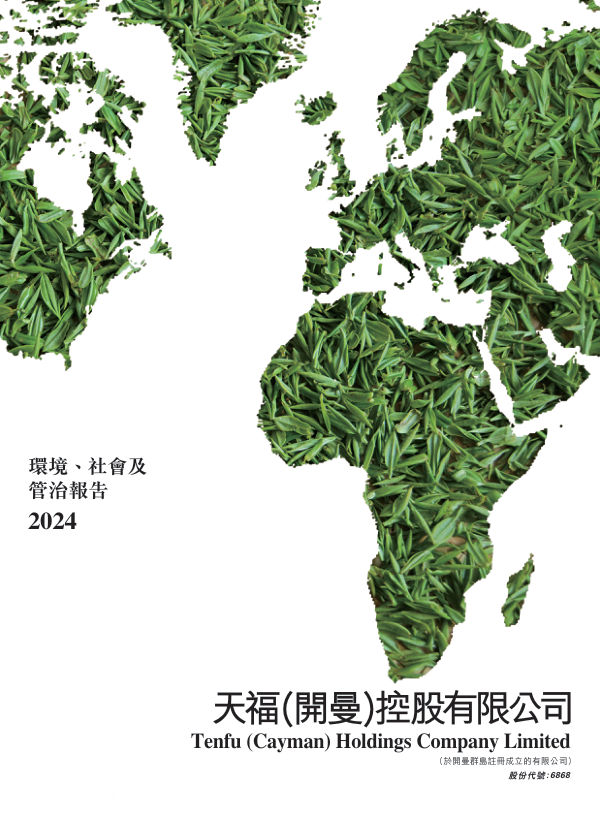 環境、社會及
管治報告
2024
天福(開曼)控股有限公司
Tenfu (Cayman) Holdings Company Limited
(於開曼群島註冊成立的有限公司)
股份代號:6868